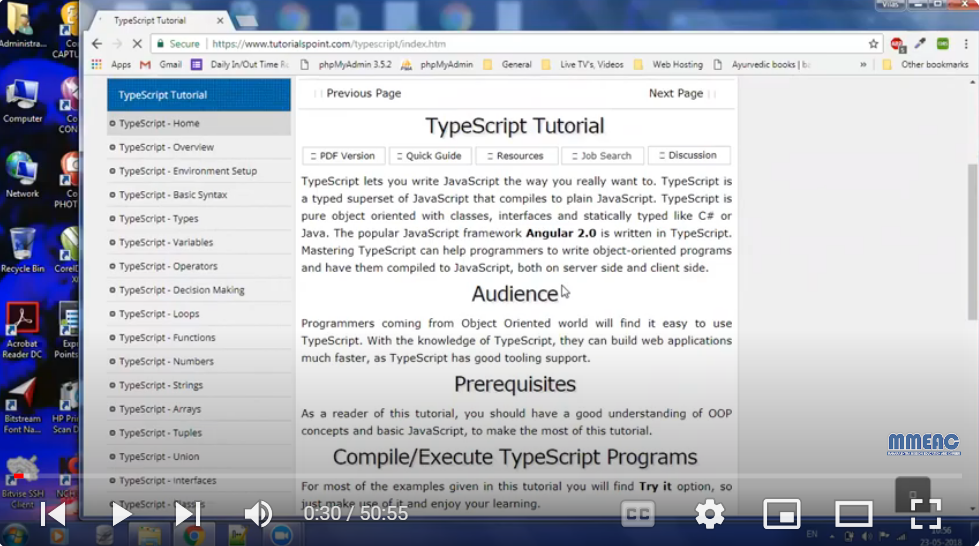 TypeScript Tutorial
Vilas
Secure
https://www.tutorialspoint.com/typescript/index.htm
Apps
Gmail
Daily In/Out Time R
phpMyAdmin 3.5.2
phpMyAdmin
General
Live TV's, Videos
Web Hosting
Ayurvedic books | b
»
Other bookmarks
Administra...
CAPTU
Computer
CON
Network
PHOT
Recycle Bin
Corel
Acrobat
Reader DC
Exp
Points
Bitstream
Font Na...
HP Pri
Scan D
Bitvise SSH
Client
NCH
TypeScript Tutorial
TypeScript - Home
TypeScript - Overview
TypeScript - Environment Setup
TypeScript - Basic Syntax
TypeScript - Types
TypeScript - Variables
TypeScript - Operators
TypeScript - Decision Making
TypeScript - Loops
TypeScript - Functions
TypeScript - Numbers
TypeScript - Strings
TypeScript - Arrays
TypeScript - Tuples
TypeScript - Union
TypeScript - Interfaces
TypeScript - Classes
Previous Page
Next Page
TypeScript Tutorial
PDF Version
Quick Guide
Resources
Job Search
Discussion
TypeScript lets you write JavaScript the way you really want to. TypeScript is
a typed superset of JavaScript that compiles to plain JavaScript. TypeScript is
pure object oriented with classes, interfaces and statically typed like C# or
Java. The popular JavaScript framework Angular 2.0 is written in TypeScript.
Mastering TypeScript can help programmers to write object-oriented programs
and have them compiled to JavaScript, both on server side and client side.
Audience
Programmers coming from Object Oriented world will find it easy to use
TypeScript. With the knowledge of TypeScript, they can build web applications
much faster, as TypeScript has good tooling support.
Prerequisites
As a reader of this tutorial, you should have a good understanding of OOP
concepts and basic JavaScript, to make the most of this tutorial.
Compile/Execute TypeScript Programs
For most of the examples given in this tutorial you will find Try it option, so
just make use of it and enjoy your learning.
MMEAC
0:30 / 50:55
CC
EN
10:56
23-05-2018